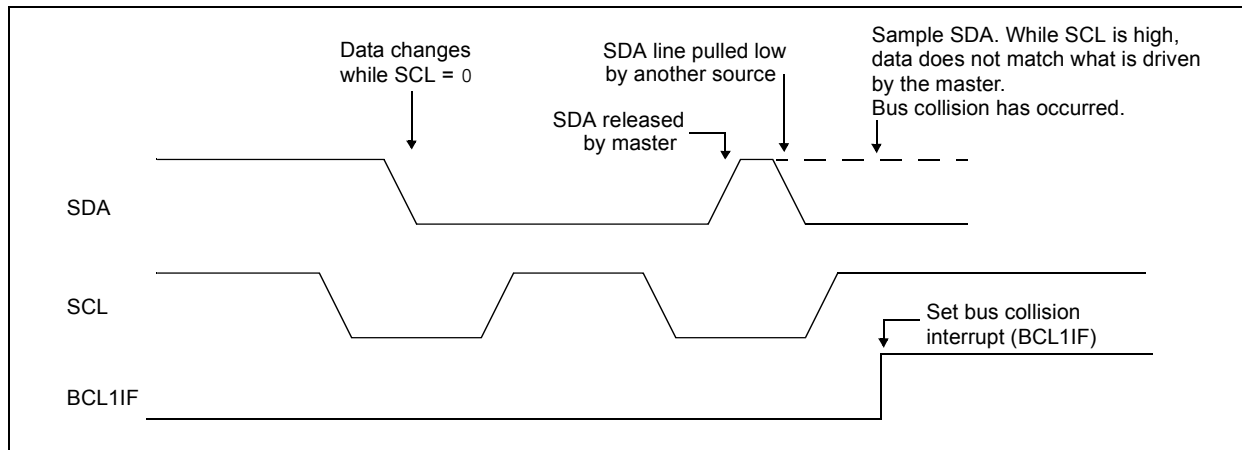 Data changes
while SCL = 0
SDA line pulled low
by another source
Sample SDA. While SCL is high,
data does not match what is driven
by the master.
Bus collision has occurred.
SDA released
by master
SDA
SCL
Set bus collision
interrupt (BCL1IF)
BCL1IF